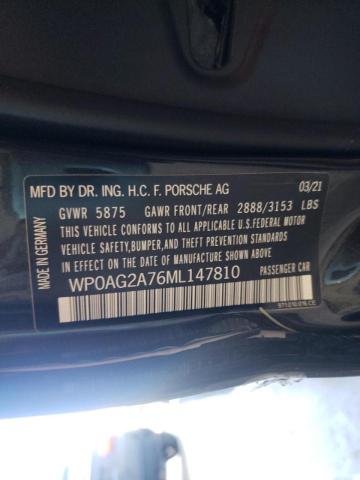 MFD BY DR. ING. H.C. F. PORSCHE AG 03/21
GVWR 5875 GAWR FRONT/REAR 2888/3153 LBS
THIS VEHICLE CONFORMS TO ALL APPLICABLE U.S.FEDERAL MOTOR
VEHICLE SAFETY,BUMPER,AND THEFT PREVENTION STANDARDS
IN EFFECT ON THE DATE OF MANUFACTURE SHOWN ABOVE.
WP0AG2A76ML147810 PASSENGER CAR
MADE IN GERMANY